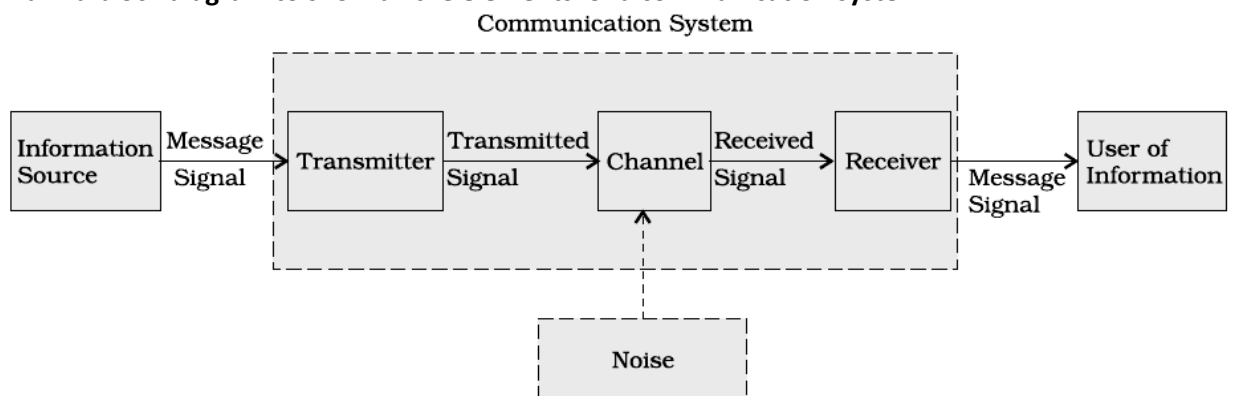 Communication System
Information
Source
Message
Signal
Transmitter
Transmitted
Signal
Channel
Received
Signal
Receiver
Message
Signal
User of
Information
Noise